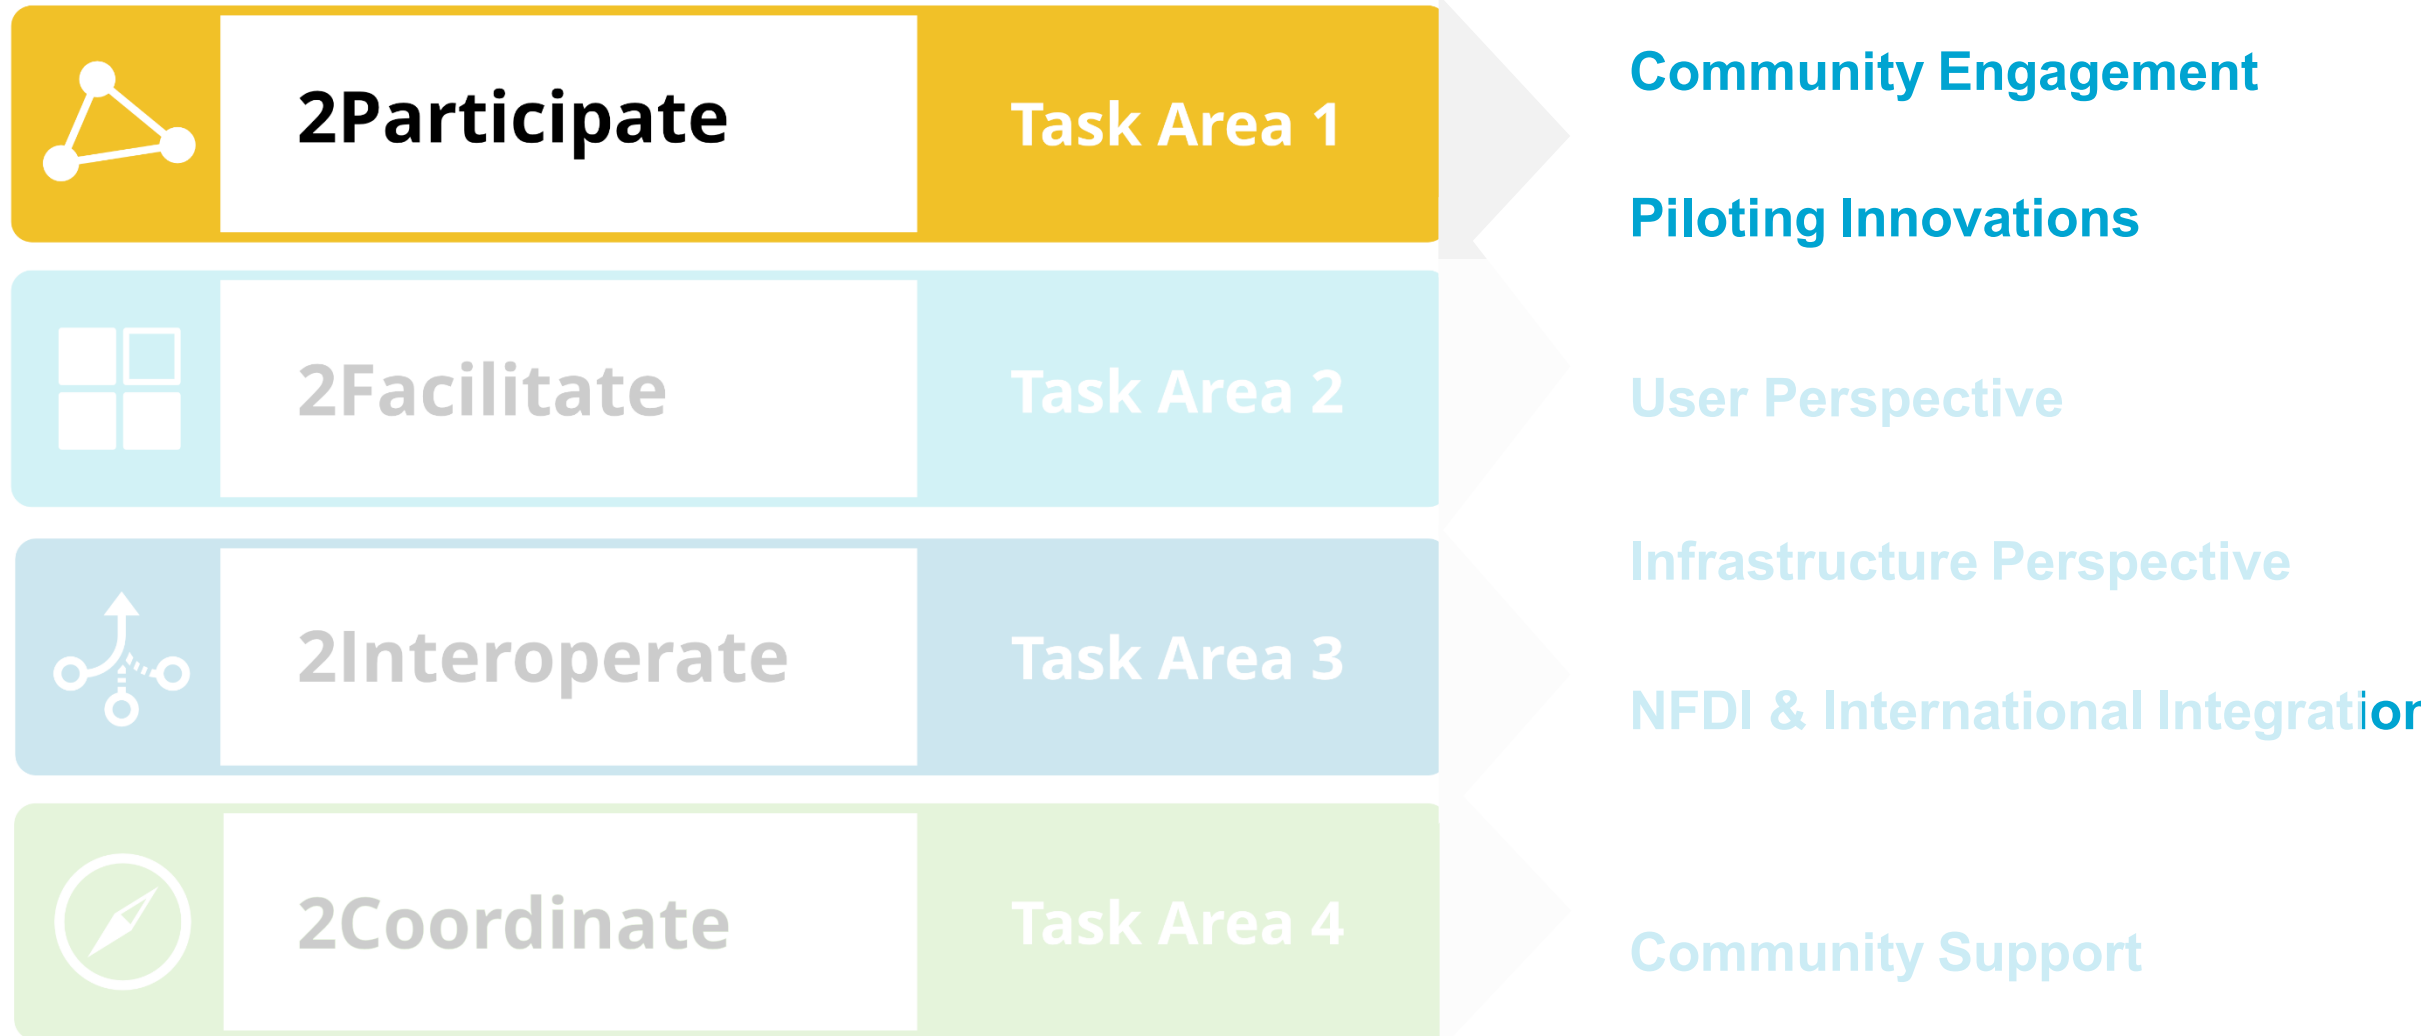 2Participate
Task Area 1
Community Engagement
Piloting Innovations
2Facilitate
Task Area 2
User Perspective
2Interoperate
Task Area 3
Infrastructure Perspective
NFDI & International Integration
2Coordinate
Task Area 4
Community Support